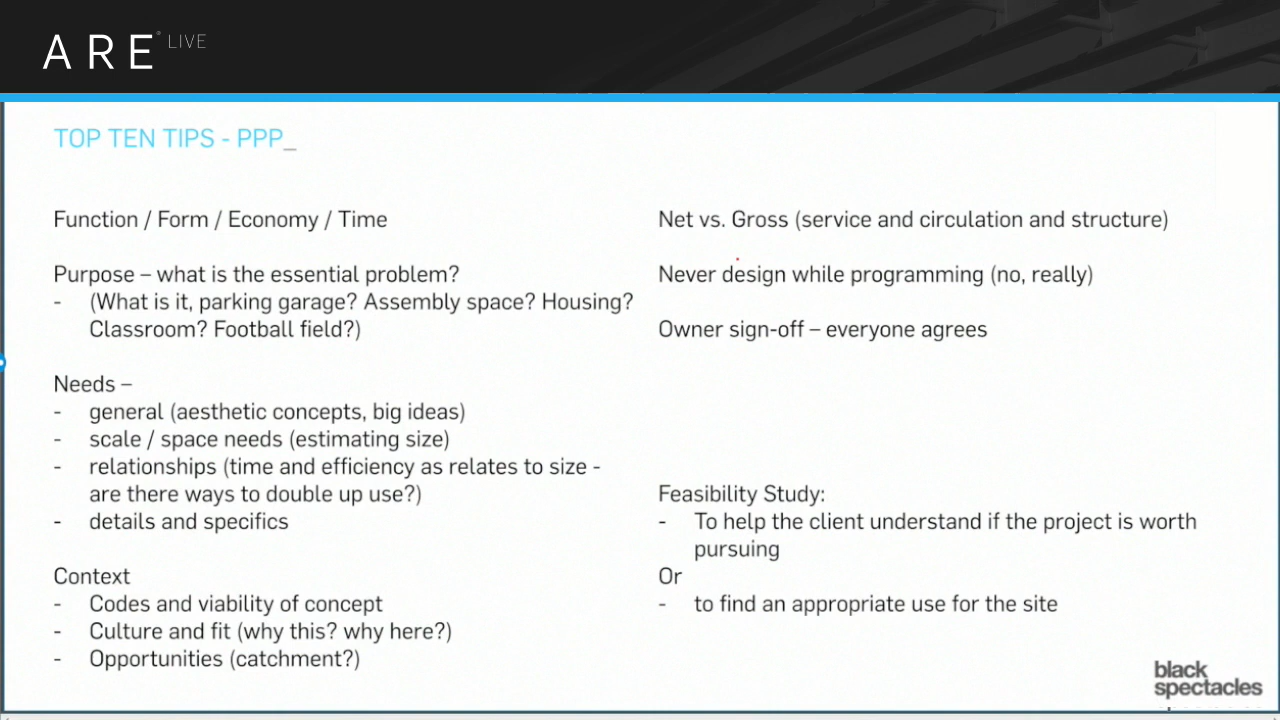 ARE® LIVE
TOP TEN TIPS - PPP_
Function / Form / Economy / Time
Purpose – what is the essential problem?
- (What is it, parking garage? Assembly space? Housing?
Classroom? Football field?)
Needs –
- general (aesthetic concepts, big ideas)
- scale / space needs (estimating size)
- relationships (time and efficiency as relates to size -
are there ways to double up use?)
- details and specifics
Context
- Codes and viability of concept
- Culture and fit (why this? why here?)
- Opportunities (catchment?)
Net vs. Gross (service and circulation and structure)
Never design while programming (no, really)
Owner sign-off – everyone agrees
Feasibility Study:
- To help the client understand if the project is worth
pursuing
Or
- to find an appropriate use for the site
black
spectacles